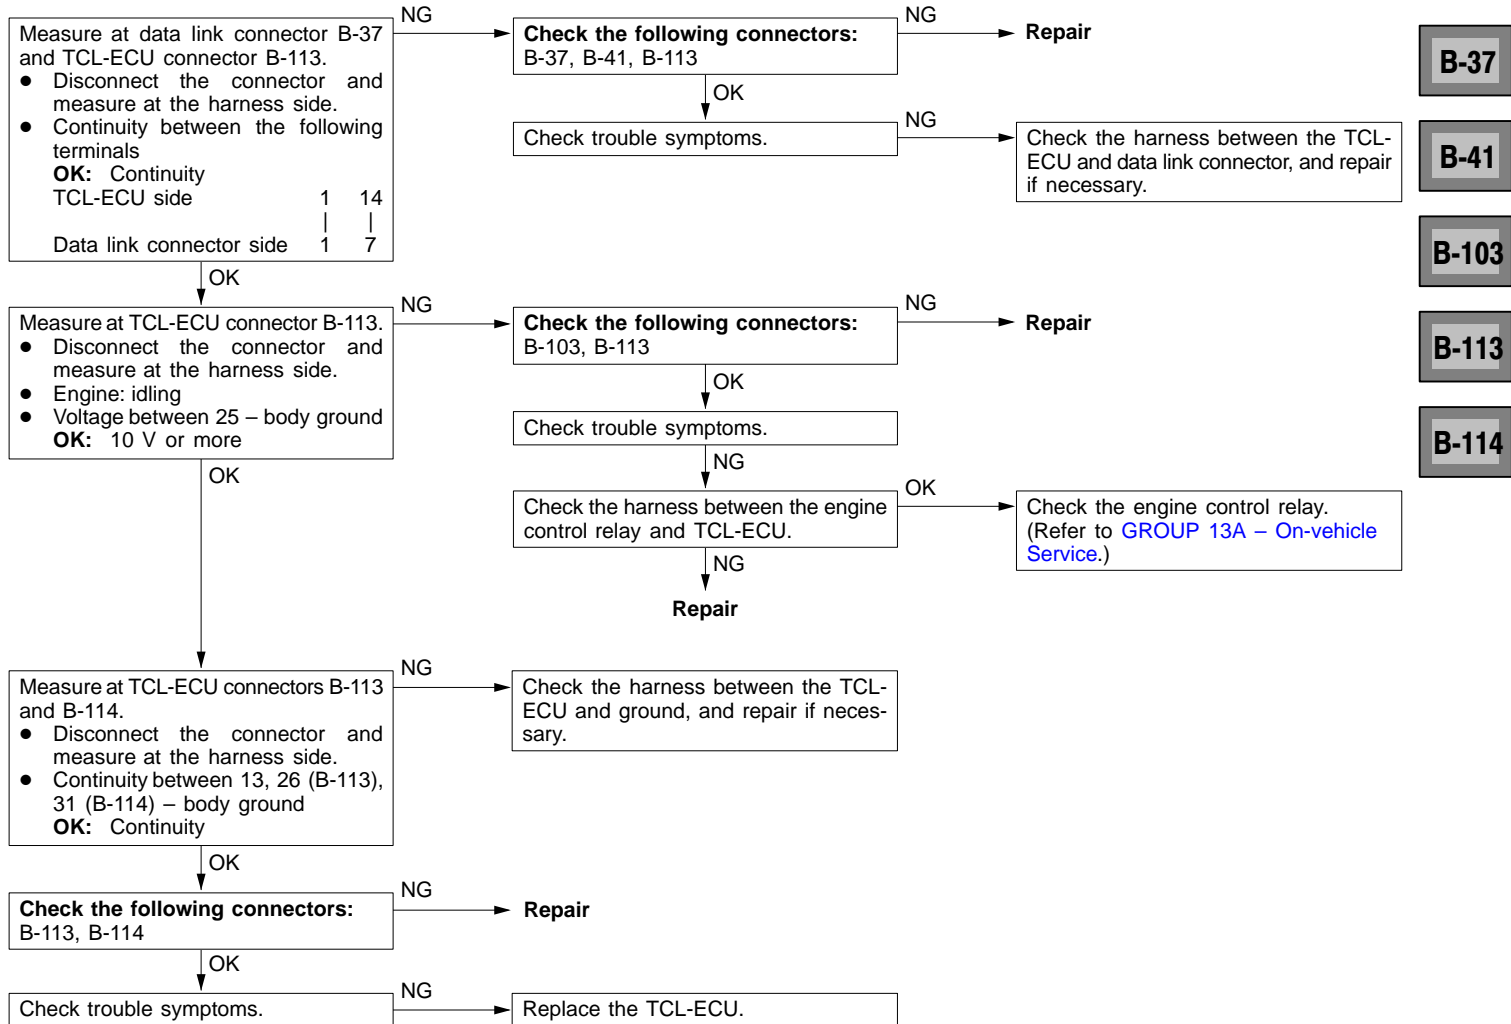 NG
Measure at data link connector B-37
and TCL-ECU connector B-113.
● Disconnect the connector and
measure at the harness side.
● Continuity between the following
terminals
OK: Continuity
TCL-ECU side 1 14
| |
Data link connector side 1 7
Check the following connectors:
B-37, B-41, B-113
NG
Repair
OK
Check trouble symptoms.
NG
Check the harness between the TCL-
ECU and data link connector, and repair
if necessary.
OK
Measure at TCL-ECU connector B-113.
● Disconnect the connector and
measure at the harness side.
● Engine: idling
● Voltage between 25 – body ground
OK: 10 V or more
NG
Check the following connectors:
B-103, B-113
NG
Repair
OK
Check trouble symptoms.
NG
Check the harness between the engine
control relay and TCL-ECU.
OK
Check the engine control relay.
(Refer to GROUP 13A – On-vehicle
Service.)
NG
Repair
OK
Measure at TCL-ECU connectors B-113
and B-114.
● Disconnect the connector and
measure at the harness side.
● Continuity between 13, 26 (B-113),
31 (B-114) – body ground
OK: Continuity
NG
Check the harness between the TCL-
ECU and ground, and repair if neces-
sary.
OK
Check the following connectors:
B-113, B-114
NG
Repair
OK
Check trouble symptoms.
NG
Replace the TCL-ECU.
B-37
B-41
B-103
B-113
B-114